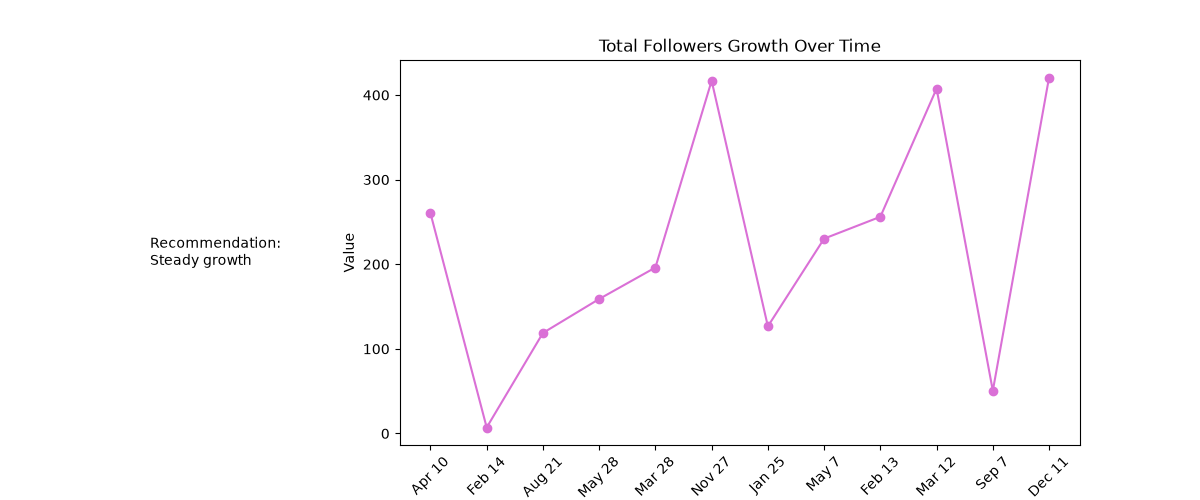 Total Followers Growth Over Time
Recommendation:
Steady growth
Value
400
300
200
100
0
Apr 10
Feb 14
Aug 21
May 28
Mar 28
Nov 27
Jan 25
May 7
Feb 13
Mar 12
Sep 7
Dec 11